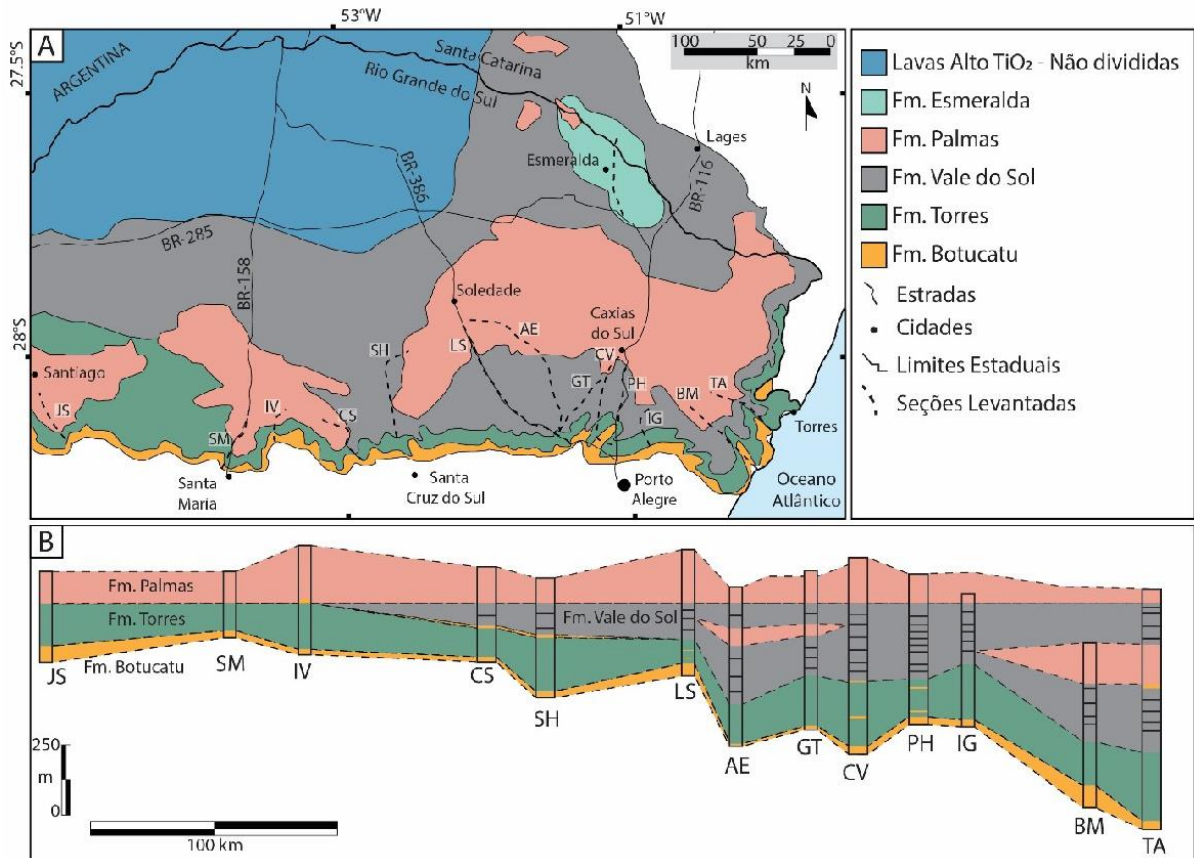 53°W
51°W
A
27.5°S
28°S
ARGENTINA
Santa Catarina
Rio Grande do Sul
100 50 25 0
km
N
Lages
Esmeralda
BR-386
BR-116
BR-285
BR-158
Soledade
Caxias
do Sul
AE
SH
LS
CV
GT
PH
BM
TA
IG
Santiago
JS
IV
CS
SM
Torres
Santa
Maria
Santa
Cruz do Sul
Porto
Alegre
Oceano
Atlântico
Lavas Alto TiO₂ - Não divididas
Fm. Esmeralda
Fm. Palmas
Fm. Vale do Sol
Fm. Torres
Fm. Botucatu
Estradas
Cidades
Limites Estaduais
Seções Levantadas
B
Fm. Palmas
Fm. Torres
Fm. Vale do Sol
Fm. Botucatu
JS
SM
IV
CS
SH
LS
AE
GT
CV
PH
IG
BM
TA
250
m
0
100 km